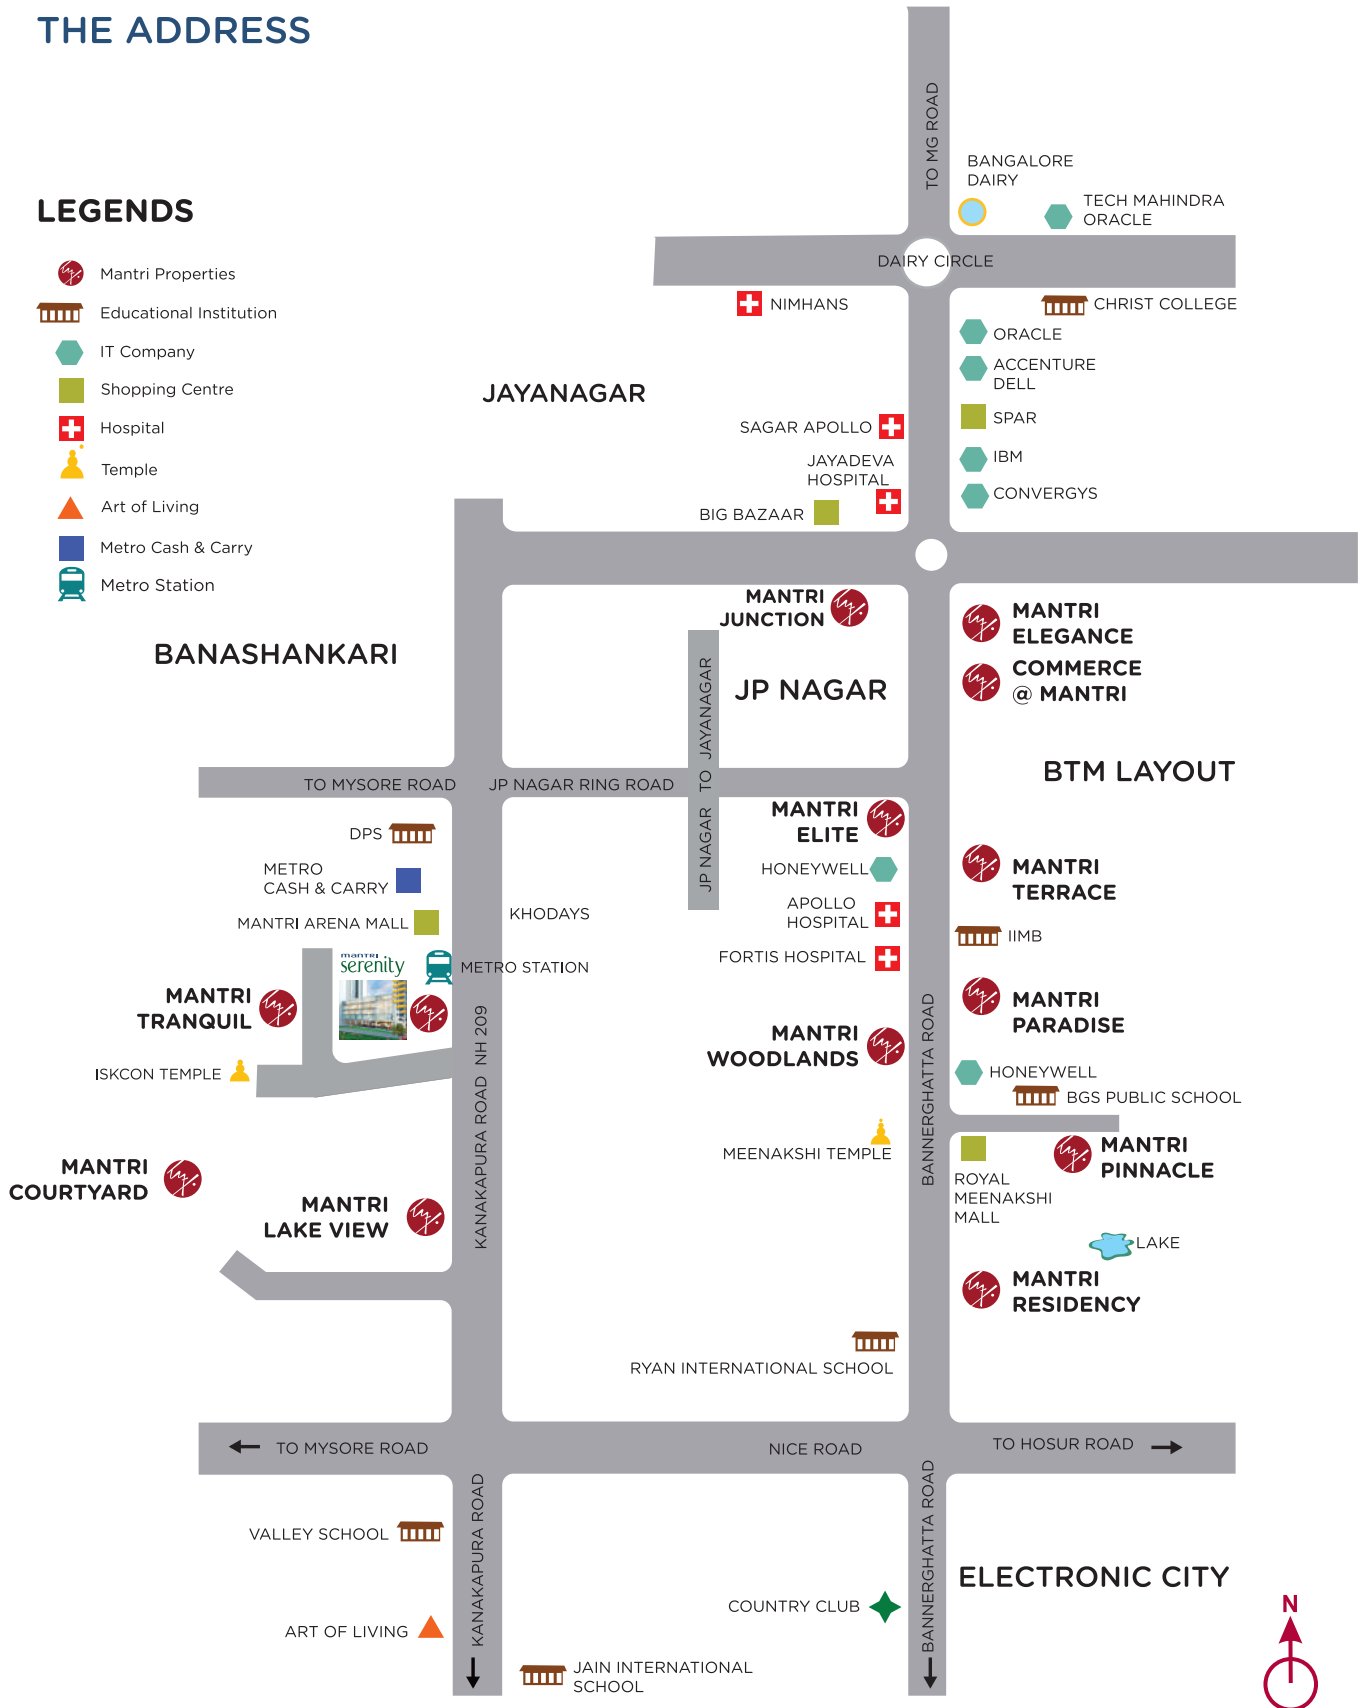 THE ADDRESS
LEGENDS
Mantri Properties
Educational Institution
IT Company
Shopping Centre
Hospital
Temple
Art of Living
Metro Cash & Carry
Metro Station
TO MG ROAD
BANGALORE
DAIRY
TECH MAHINDRA
ORACLE
DAIRY CIRCLE
NIMHANS
CHRIST COLLEGE
ORACLE
ACCENTURE
DELL
JAYANAGAR
SPAR
SAGAR APOLLO
IBM
JAYADEVA
HOSPITAL
CONVERGYS
BIG BAZAAR
MANTRI
JUNCTION
MANTRI
ELEGANCE
BANASHANKARI
JP NAGAR TO JAYANAGAR
JP NAGAR
COMMERCE
@ MANTRI
BTM LAYOUT
TO MYSORE ROAD
JP NAGAR RING ROAD
DPS
MANTRI
ELITE
METRO
CASH & CARRY
HONEYWELL
MANTRI
TERRACE
MANTRI ARENA MALL
KHODAYS
APOLLO
HOSPITAL
IIMB
mantri
serenity
METRO STATION
FORTIS HOSPITAL
MANTRI
TRANQUIL
KANAKAPURA ROAD NH 209
MANTRI
WOODLANDS
BANNERGHATTA ROAD
MANTRI
PARADISE
ISKCON TEMPLE
HONEYWELL
BGS PUBLIC SCHOOL
MEENAKSHI TEMPLE
MANTRI
PINNACLE
MANTRI
COURTYARD
ROYAL
MEENAKSHI
MALL
MANTRI
LAKE VIEW
LAKE
MANTRI
RESIDENCY
RYAN INTERNATIONAL SCHOOL
TO MYSORE ROAD
NICE ROAD
TO HOSUR ROAD
KANAKAPURA ROAD
BANNERGHATTA ROAD
VALLEY SCHOOL
ELECTRONIC CITY
COUNTRY CLUB
ART OF LIVING
JAIN INTERNATIONAL
SCHOOL
N